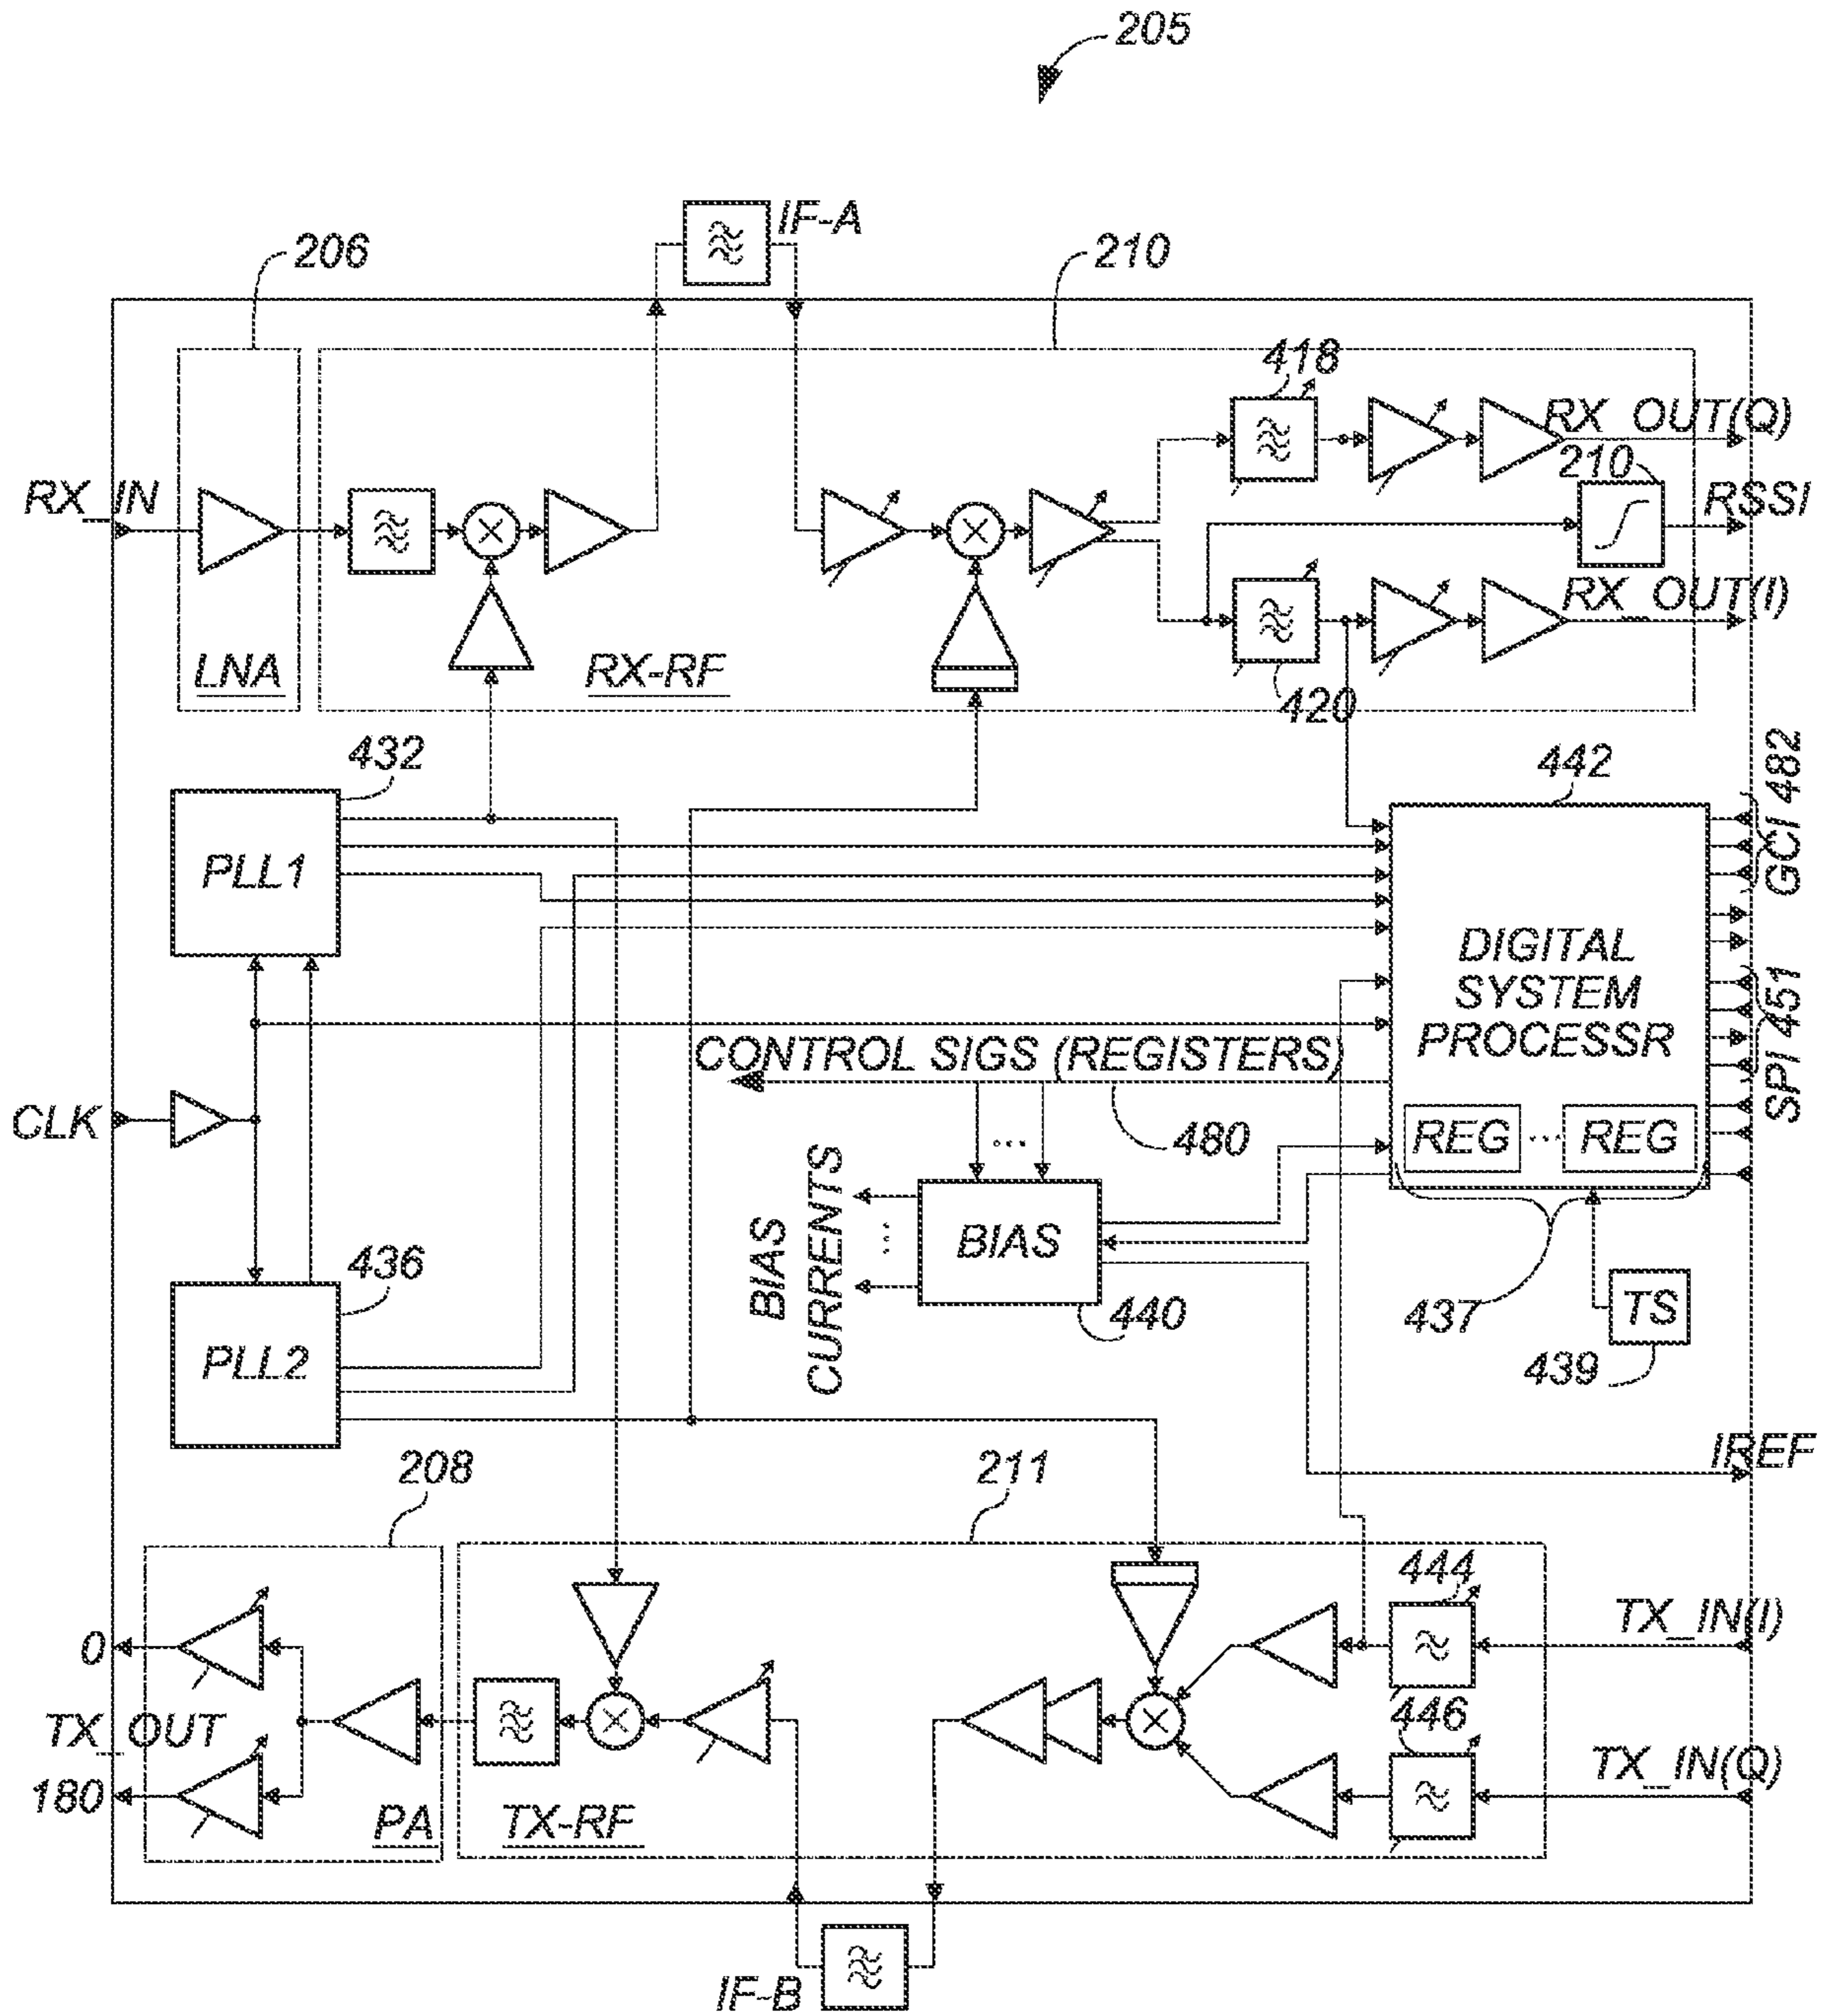 205
IF-A
206
210
418
RX_OUT(Q)
210
RX_IN
RSSI
RX_OUT(I)
LNA
RX-RF
420
432
442
GCI 482
PLL1
DIGITAL
SYSTEM
PROCESSR
SPI 451
CONTROL SIGS (REGISTERS)
CLK
480
REG ... REG
BIAS
CURRENTS
...
...
BIAS
436
440
437
TS
439
PLL2
IREF
208
211
444
TX_IN(I)
0
446
TX_OUT
TX_IN(Q)
180
PA
TX-RF
IF-B